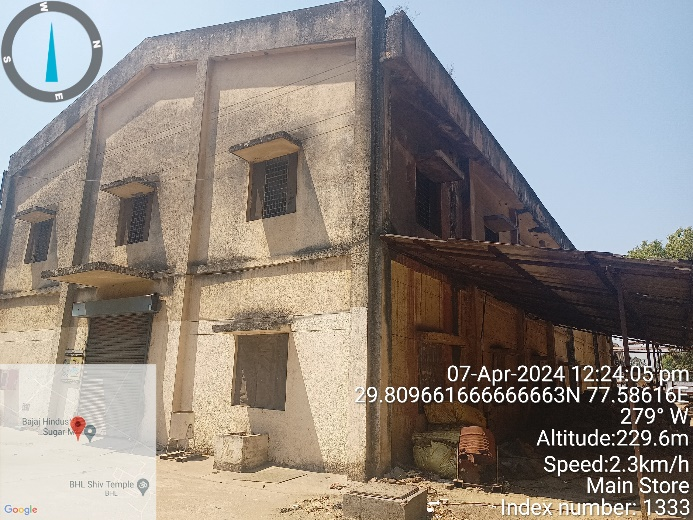 N
W
S
E
07-Apr-2024 12:24:05 pm
29.809661666666663N 77.58616E
279° W
Altitude:229.6m
Speed:2.3km/h
Main Store
Index number: 1333
Bajaj Hindus
Sugar M
BHL Shiv Temple
BHL
Google